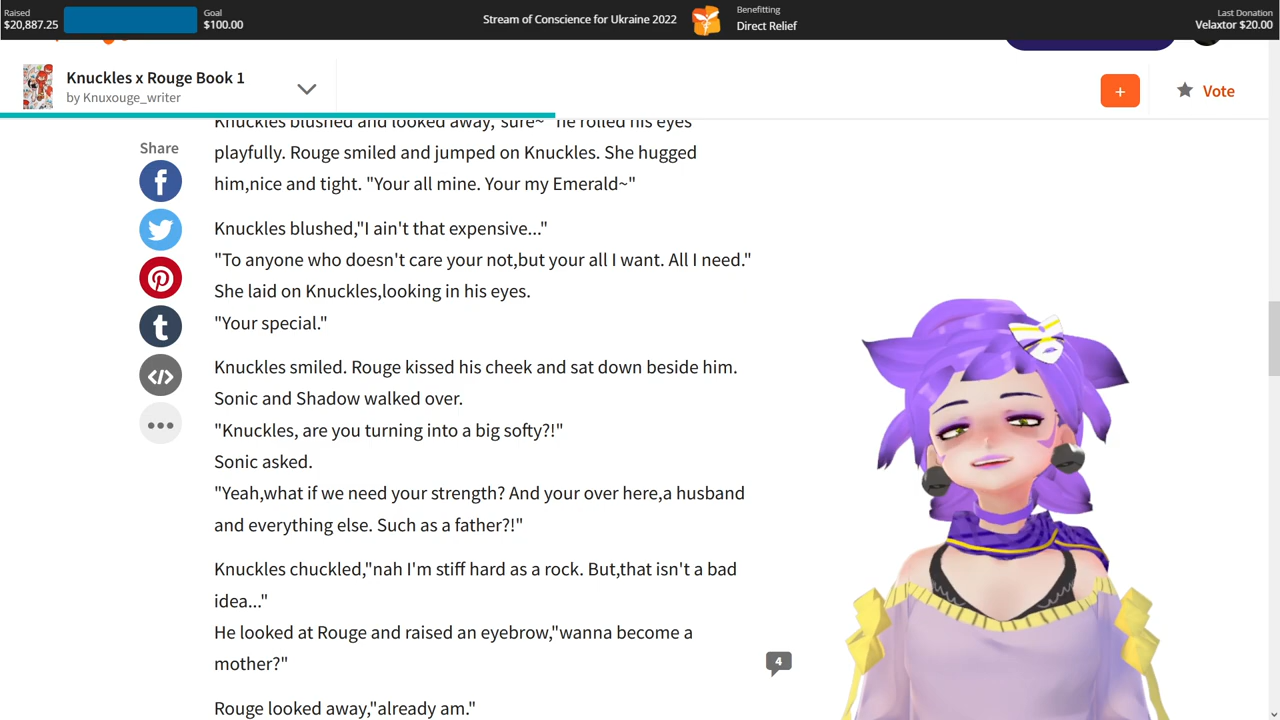 Raised
$20,887.25
Goal
$100.00
Stream of Conscience for Ukraine 2022
Benefitting
Direct Relief
Last Donation
Velaxtor $20.00
Knuckles x Rouge Book 1
by Knuxouge_writer
+
Vote
Share
Knuckles blushed and looked away,"sure~" he rolled his eyes
playfully. Rouge smiled and jumped on Knuckles. She hugged
him,nice and tight. "Your all mine. Your my Emerald~"
Knuckles blushed,"I ain't that expensive..."
"To anyone who doesn't care your not,but your all I want. All I need."
She laid on Knuckles,looking in his eyes.
"Your special."
Knuckles smiled. Rouge kissed his cheek and sat down beside him.
Sonic and Shadow walked over.
"Knuckles, are you turning into a big softy?!"
Sonic asked.
"Yeah,what if we need your strength? And your over here,a husband
and everything else. Such as a father?!"
Knuckles chuckled,"nah I'm stiff hard as a rock. But,that isn't a bad
idea..."
He looked at Rouge and raised an eyebrow,"wanna become a
mother?"
4
Rouge looked away,"already am."